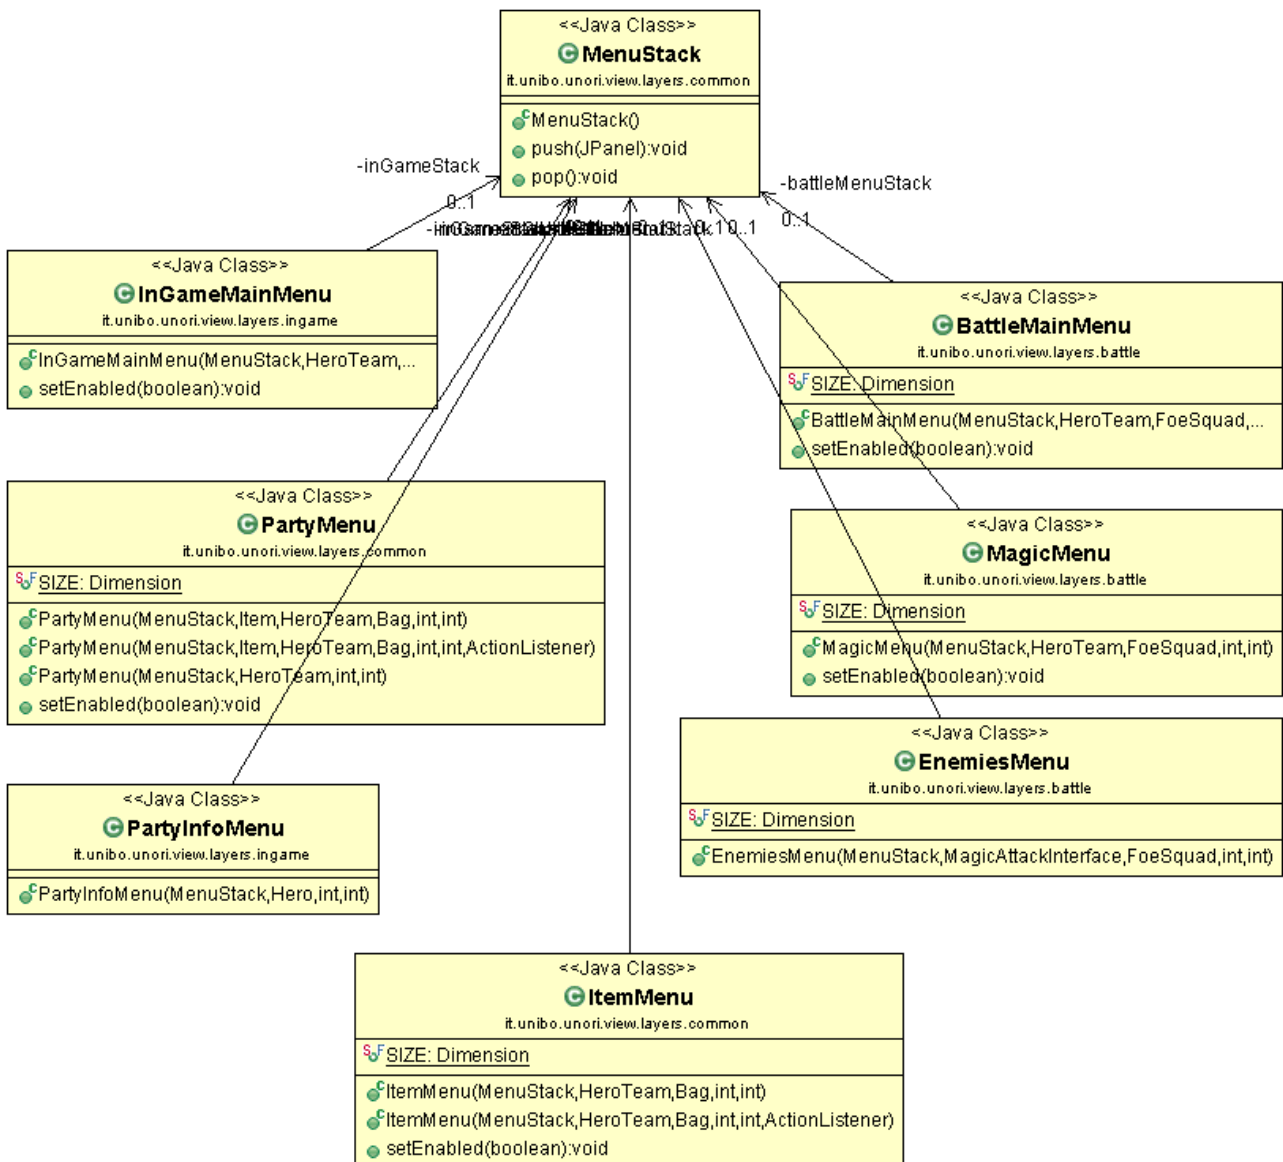 <<Java Class>>
MenuStack
it.unibo.unori.view.layers.common
MenuStack()
push(JPanel):void
pop():void
-inGameStack
0..1
-battleMenuStack
0..1
0..1
0..1
<<Java Class>>
InGameMainMenu
it.unibo.unori.view.layers.ingame
InGameMainMenu(MenuStack,HeroTeam,...
setEnabled(boolean):void
<<Java Class>>
BattleMainMenu
it.unibo.unori.view.layers.battle
SIZE: Dimension
BattleMainMenu(MenuStack,HeroTeam,FoeSquad,...
setEnabled(boolean):void
<<Java Class>>
PartyMenu
it.unibo.unori.view.layers.common
SIZE: Dimension
PartyMenu(MenuStack,Item,HeroTeam,Bag,int,int)
PartyMenu(MenuStack,Item,HeroTeam,Bag,int,int,ActionListener)
PartyMenu(MenuStack,HeroTeam,int,int)
setEnabled(boolean):void
<<Java Class>>
MagicMenu
it.unibo.unori.view.layers.battle
SIZE: Dimension
MagicMenu(MenuStack,HeroTeam,FoeSquad,int,int)
setEnabled(boolean):void
<<Java Class>>
EnemiesMenu
it.unibo.unori.view.layers.battle
SIZE: Dimension
EnemiesMenu(MenuStack,MagicAttackInterface,FoeSquad,int,int)
<<Java Class>>
PartyInfoMenu
it.unibo.unori.view.layers.ingame
PartyInfoMenu(MenuStack,Hero,int,int)
<<Java Class>>
ItemMenu
it.unibo.unori.view.layers.common
SIZE: Dimension
ItemMenu(MenuStack,HeroTeam,Bag,int,int)
ItemMenu(MenuStack,HeroTeam,Bag,int,int,ActionListener)
setEnabled(boolean):void